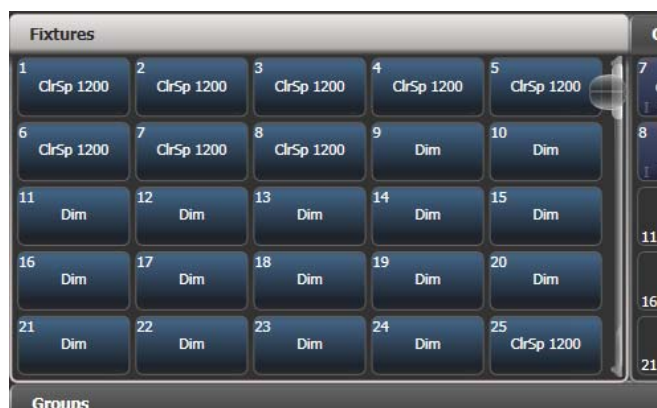 Fixtures
1 ClrSp 1200
2 ClrSp 1200
3 ClrSp 1200
4 ClrSp 1200
5 ClrSp 1200
6 ClrSp 1200
7 ClrSp 1200
8 ClrSp 1200
9 Dim
10 Dim
11 Dim
12 Dim
13 Dim
14 Dim
15 Dim
16 Dim
17 Dim
18 Dim
19 Dim
20 Dim
21 Dim
22 Dim
23 Dim
24 Dim
25 ClrSp 1200
7
I
8
I
11
16
21
Groups